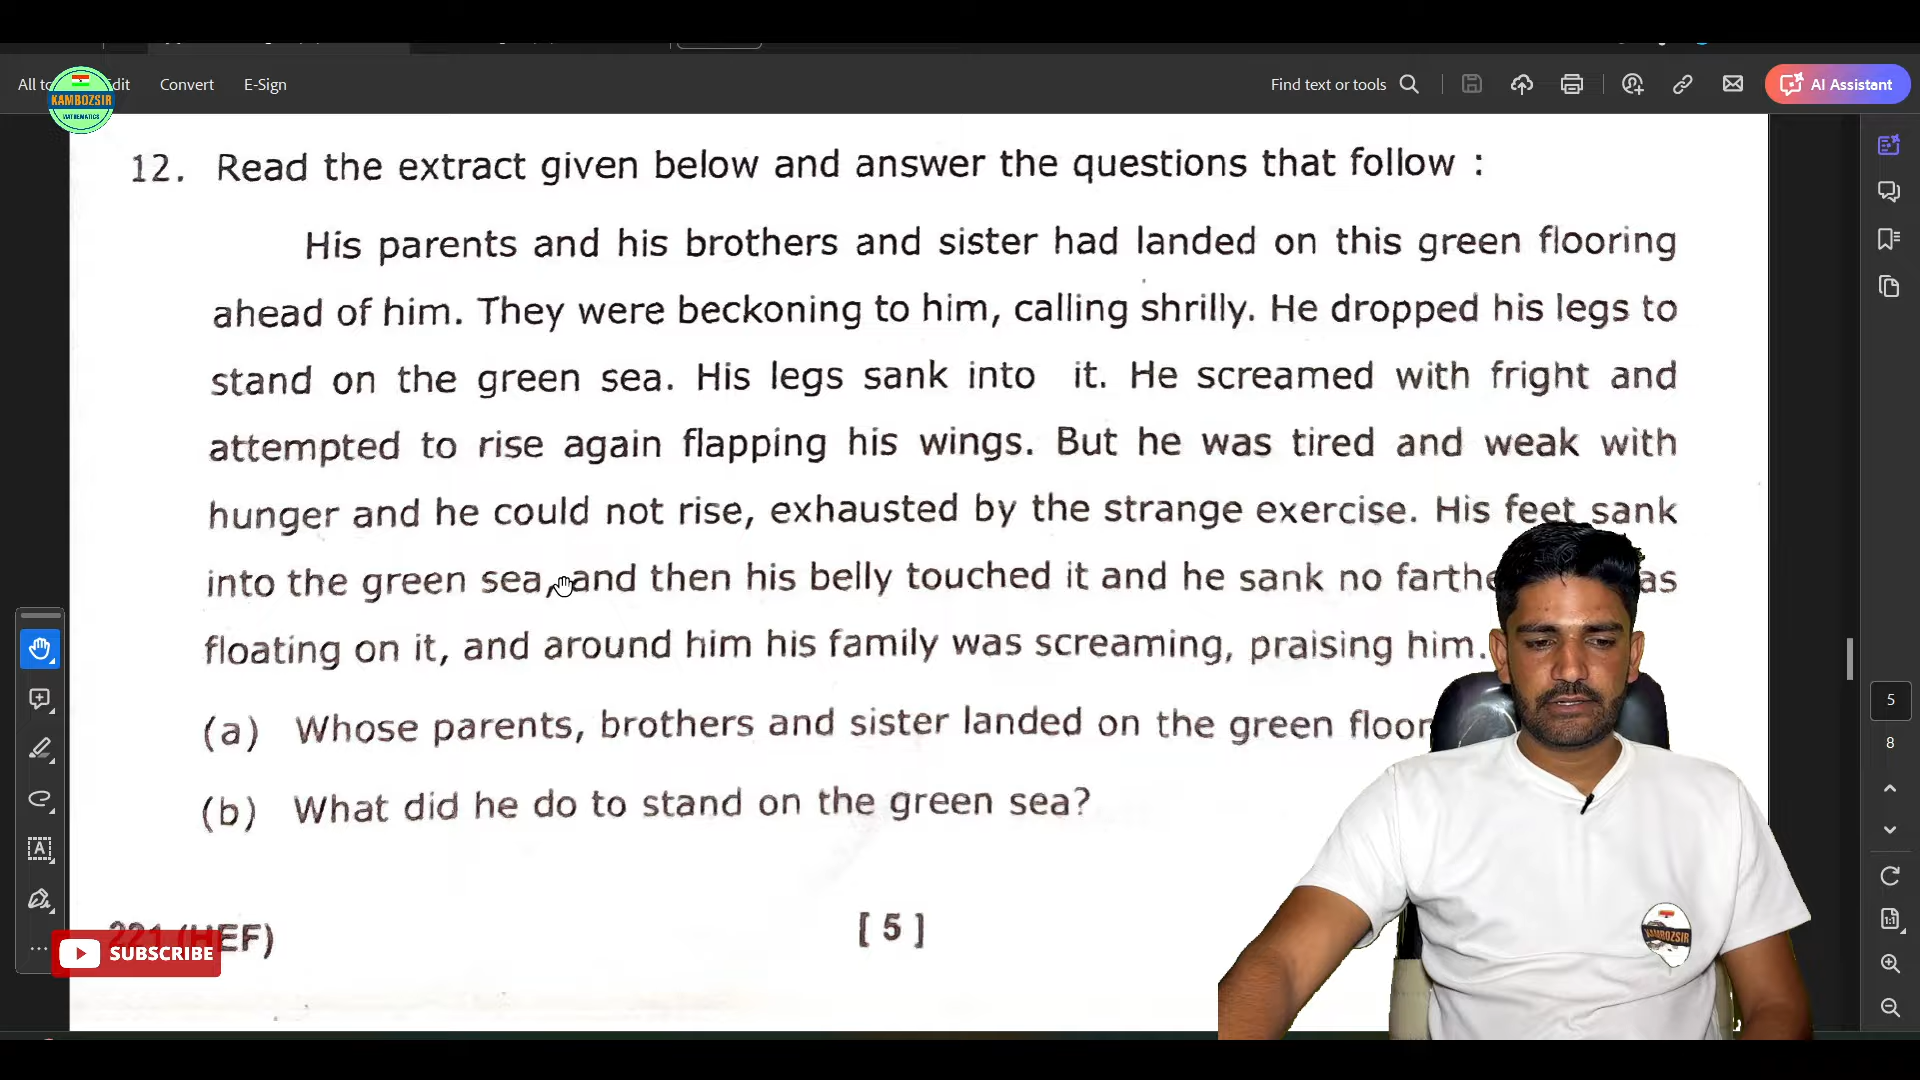 All to
Edit
Convert
E-Sign
Find text or tools
AI Assistant
KAMBOZSIR
MATHEMATICS
12. Read the extract given below and answer the questions that follow :
His parents and his brothers and sister had landed on this green flooring
ahead of him. They were beckoning to him, calling shrilly. He dropped his legs to
stand on the green sea. His legs sank into it. He screamed with fright and
attempted to rise again flapping his wings. But he was tired and weak with
hunger and he could not rise, exhausted by the strange exercise. His feet sank
into the green sea, and then his belly touched it and he sank no farthe as
floating on it, and around him his family was screaming, praising him.
(a) Whose parents, brothers and sister landed on the green floor
(b) What did he do to stand on the green sea?
221 (HEF)
[ 5 ]
SUBSCRIBE
5
8
KAMBOZSIR